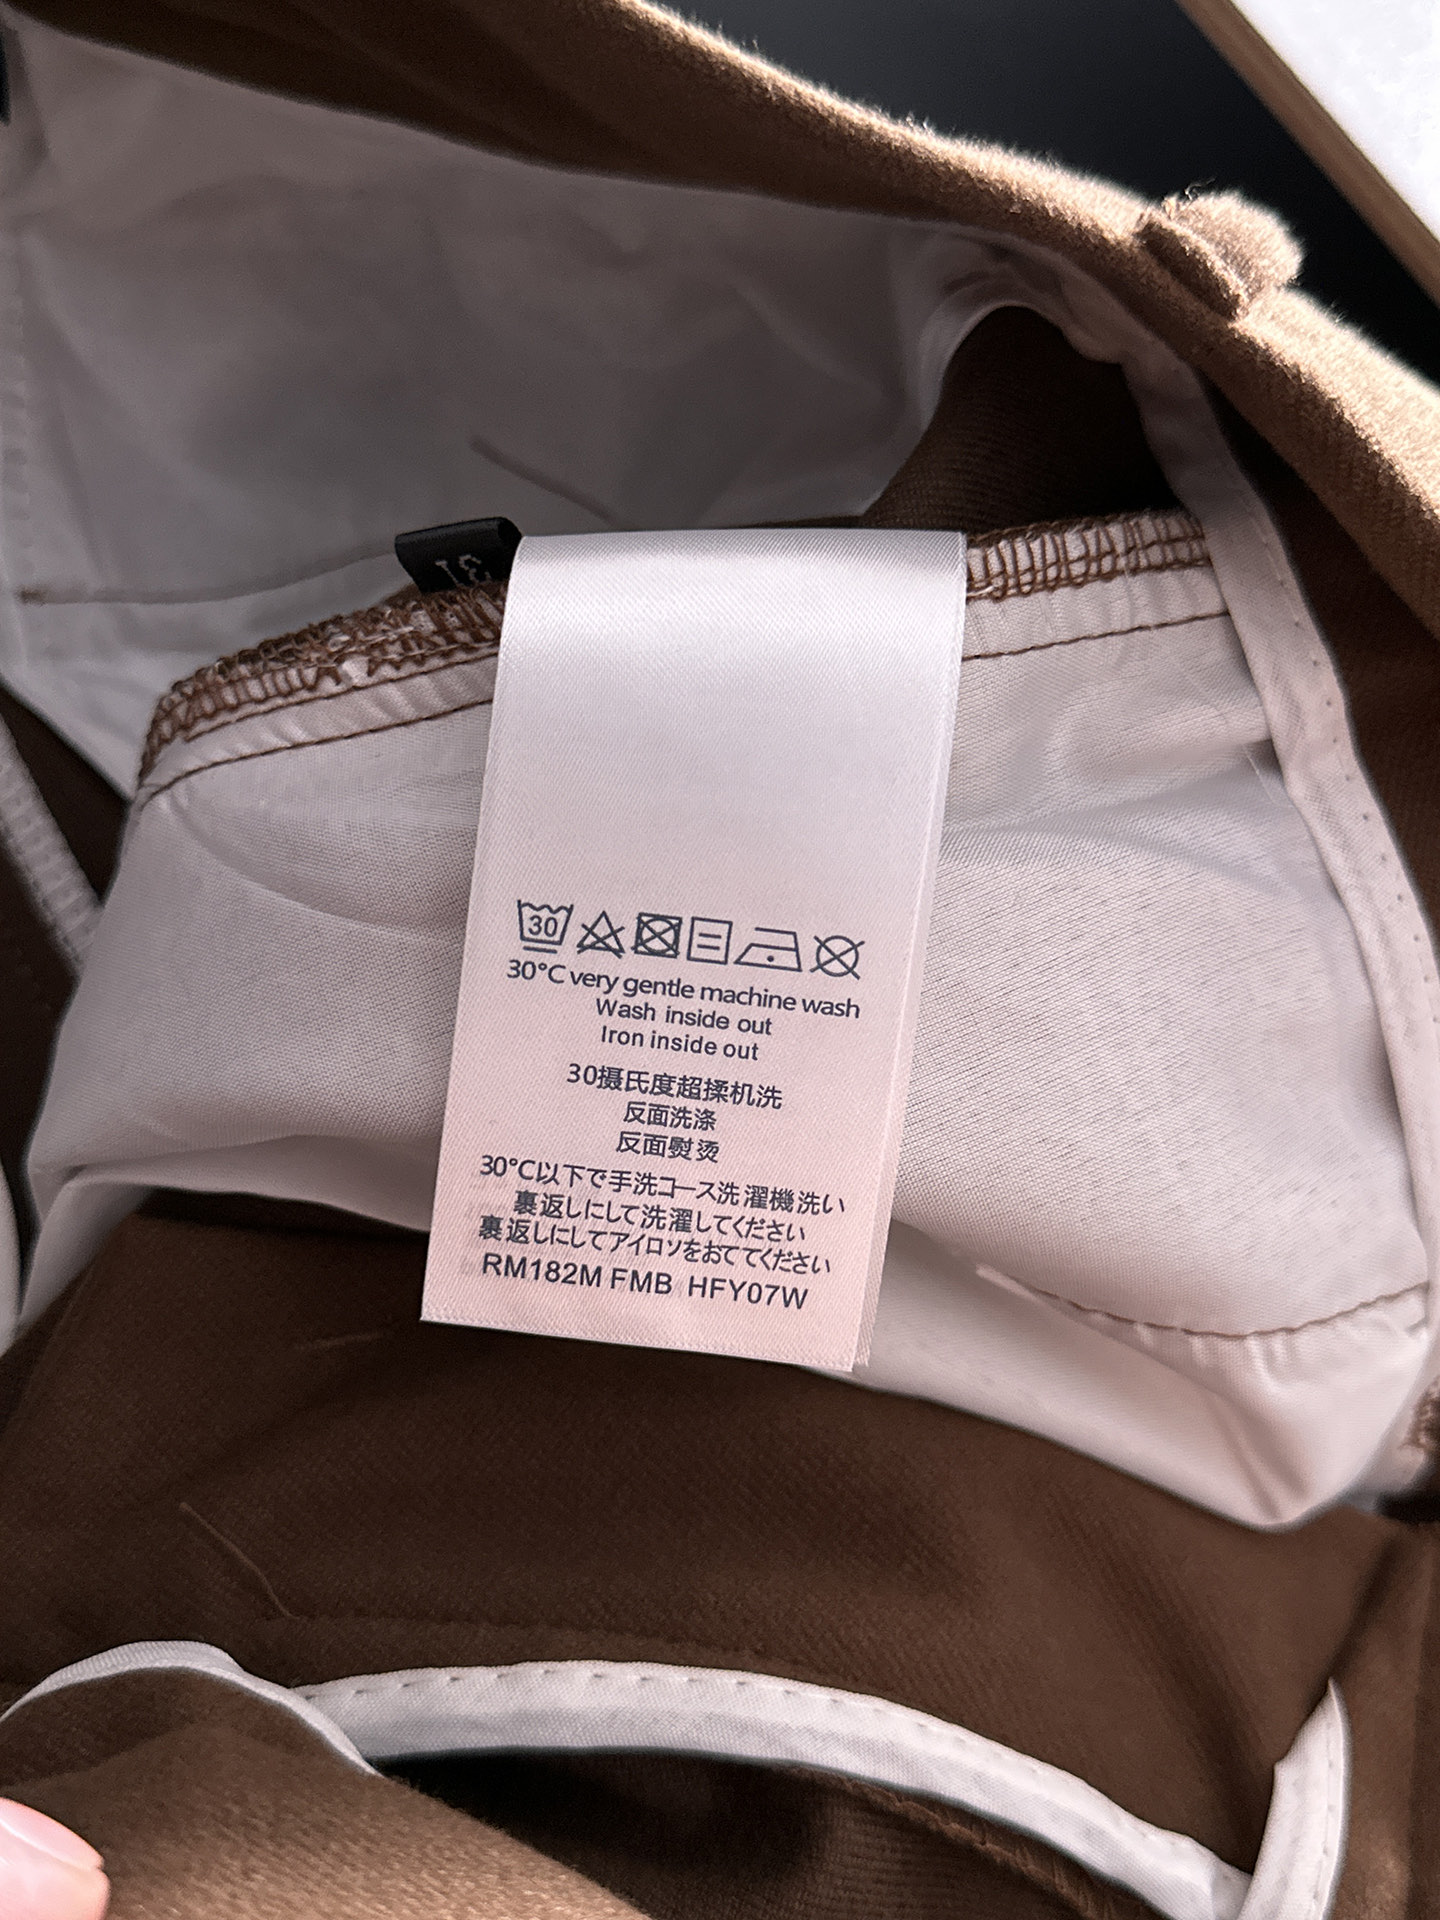 31
30
30°C very gentle machine wash
Wash inside out
Iron inside out
30摄氏度超揉机洗
反面洗涤
反面熨烫
30°C以下で手洗コース洗濯機洗い
裏返しにして洗濯してください
裏返しにしてアイロソをおててください
RM182M FMB HFY07W